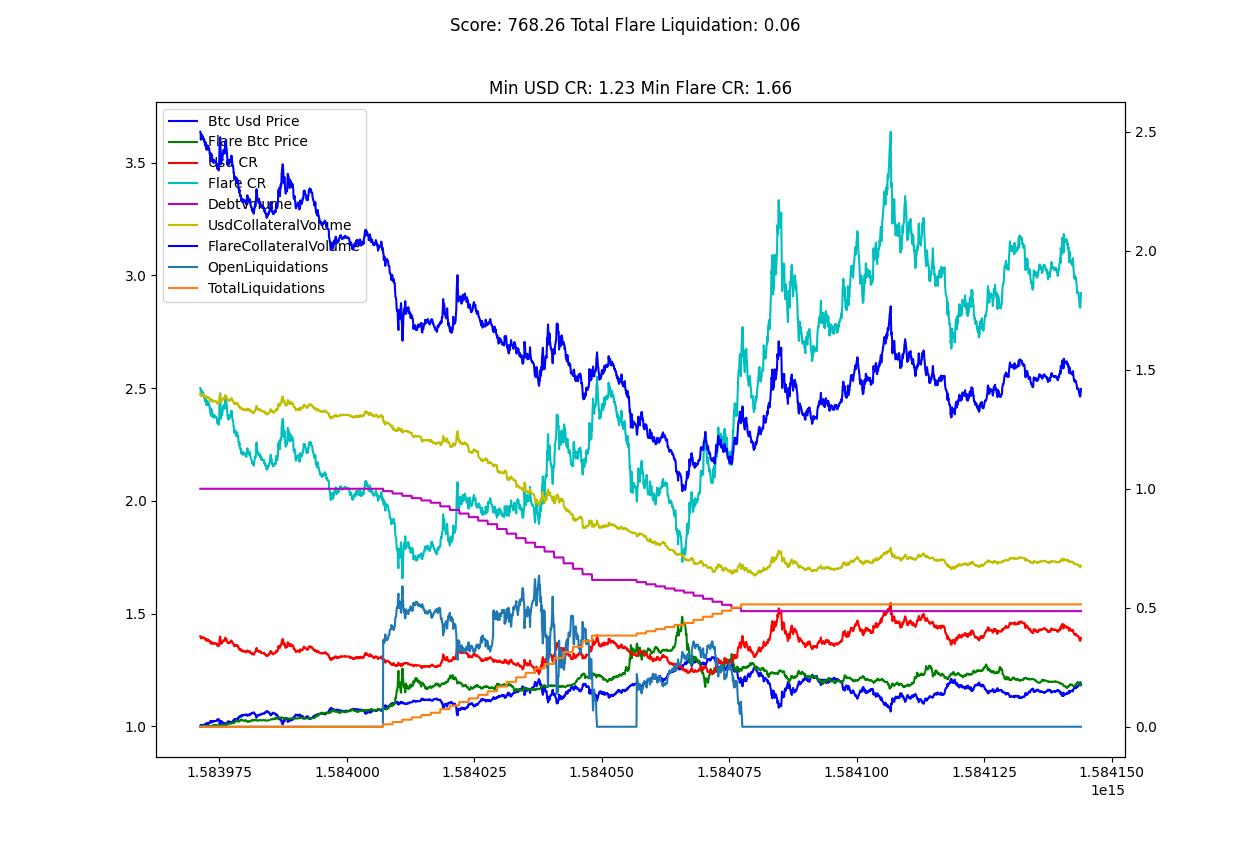 Score: 768.26 Total Flare Liquidation: 0.06
Min USD CR: 1.23 Min Flare CR: 1.66
Btc Usd Price
Flare Btc Price
Usd CR
Flare CR
DebtVolume
UsdCollateralVolume
FlareCollateralVolume
OpenLiquidations
TotalLiquidations
3.5
3.0
2.5
2.0
1.5
1.0
2.5
2.0
1.5
1.0
0.5
0.0
1.583975 1.584000 1.584025 1.584050 1.584075 1.584100 1.584125 1.584150
1e15